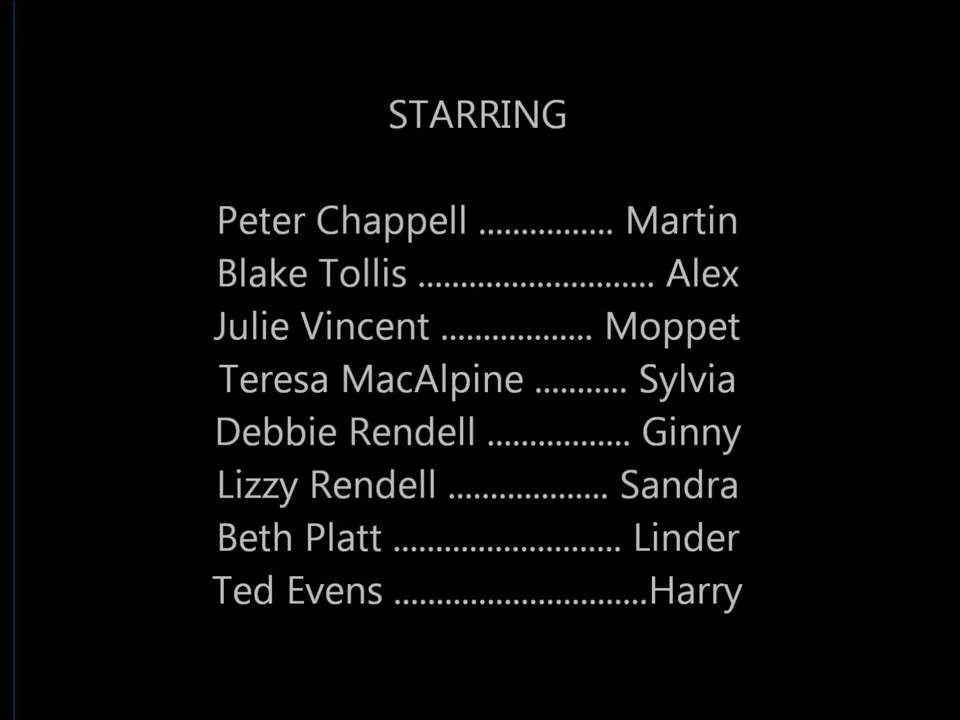 STARRING
Peter Chappell ................ Martin
Blake Tollis ............................ Alex
Julie Vincent .................. Moppet
Teresa MacAlpine ........... Sylvia
Debbie Rendell ................. Ginny
Lizzy Rendell ................... Sandra
Beth Platt ........................... Linder
Ted Evens ..............................Harry